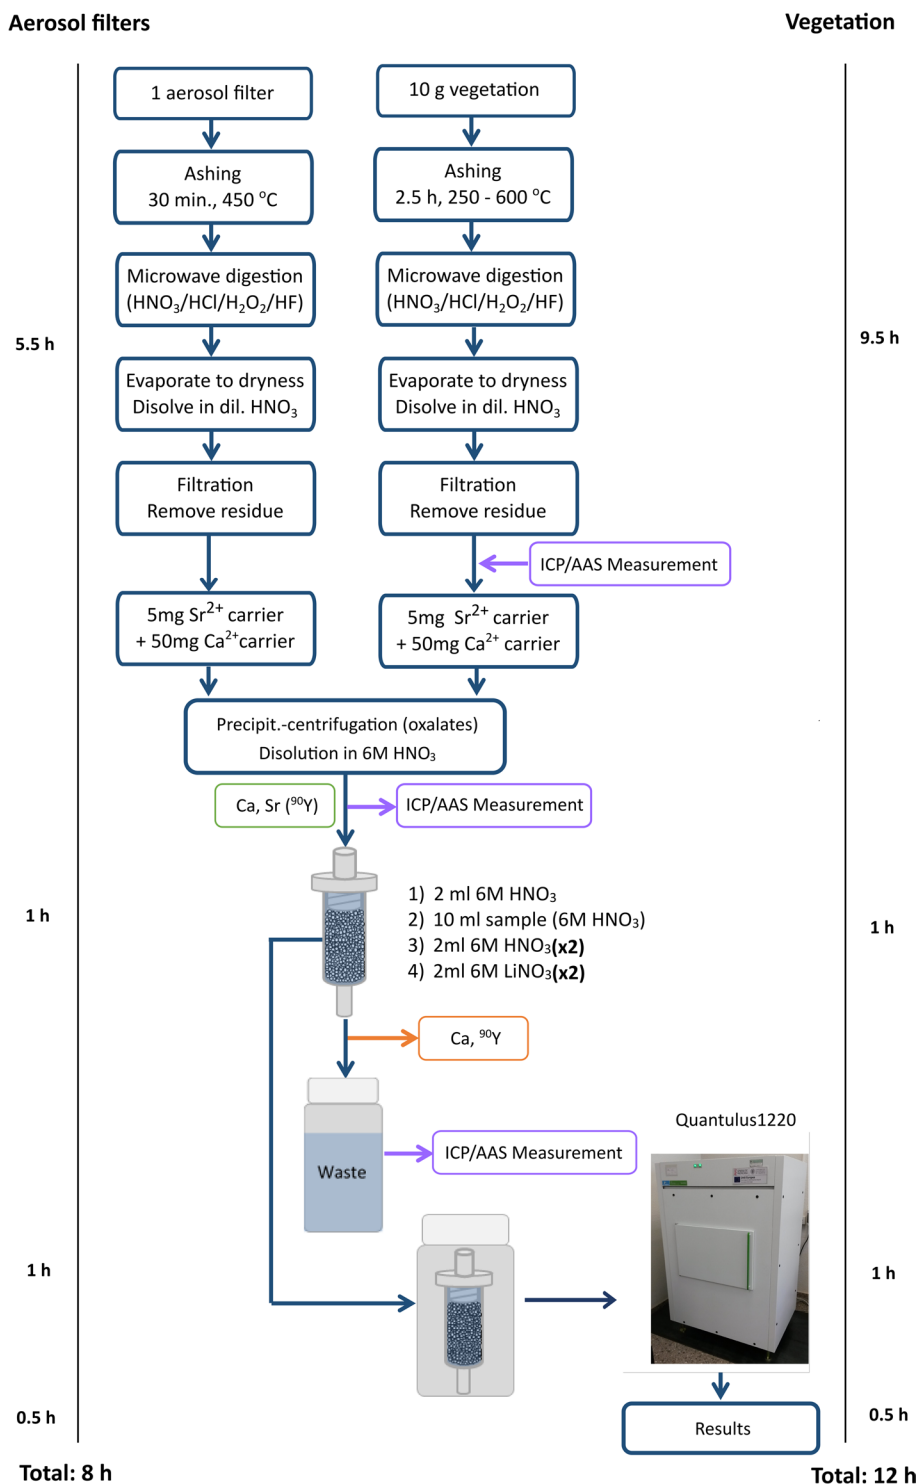 Aerosol filters
Vegetation
1 aerosol filter
10 g vegetation
Ashing
30 min., 450 ºC
Ashing
2.5 h, 250 - 600 ºC
Microwave digestion
(HNO₃/HCl/H₂O₂/HF)
Microwave digestion
(HNO₃/HCl/H₂O₂/HF)
5.5 h
9.5 h
Evaporate to dryness
Disolve in dil. HNO₃
Evaporate to dryness
Disolve in dil. HNO₃
Filtration
Remove residue
Filtration
Remove residue
ICP/AAS Measurement
5mg Sr²⁺ carrier
+ 50mg Ca²⁺carrier
5mg Sr²⁺ carrier
+ 50mg Ca²⁺ carrier
Precipit.-centrifugation (oxalates)
Disolution in 6M HNO₃
Ca, Sr (⁹⁰Y)
ICP/AAS Measurement
1) 2 ml 6M HNO₃
2) 10 ml sample (6M HNO₃)
3) 2ml 6M HNO₃(x2)
4) 2ml 6M LiNO₃(x2)
1 h
1 h
Ca, ⁹⁰Y
Quantulus1220
Waste
ICP/AAS Measurement
1 h
1 h
0.5 h
0.5 h
Results
Total: 8 h
Total: 12 h